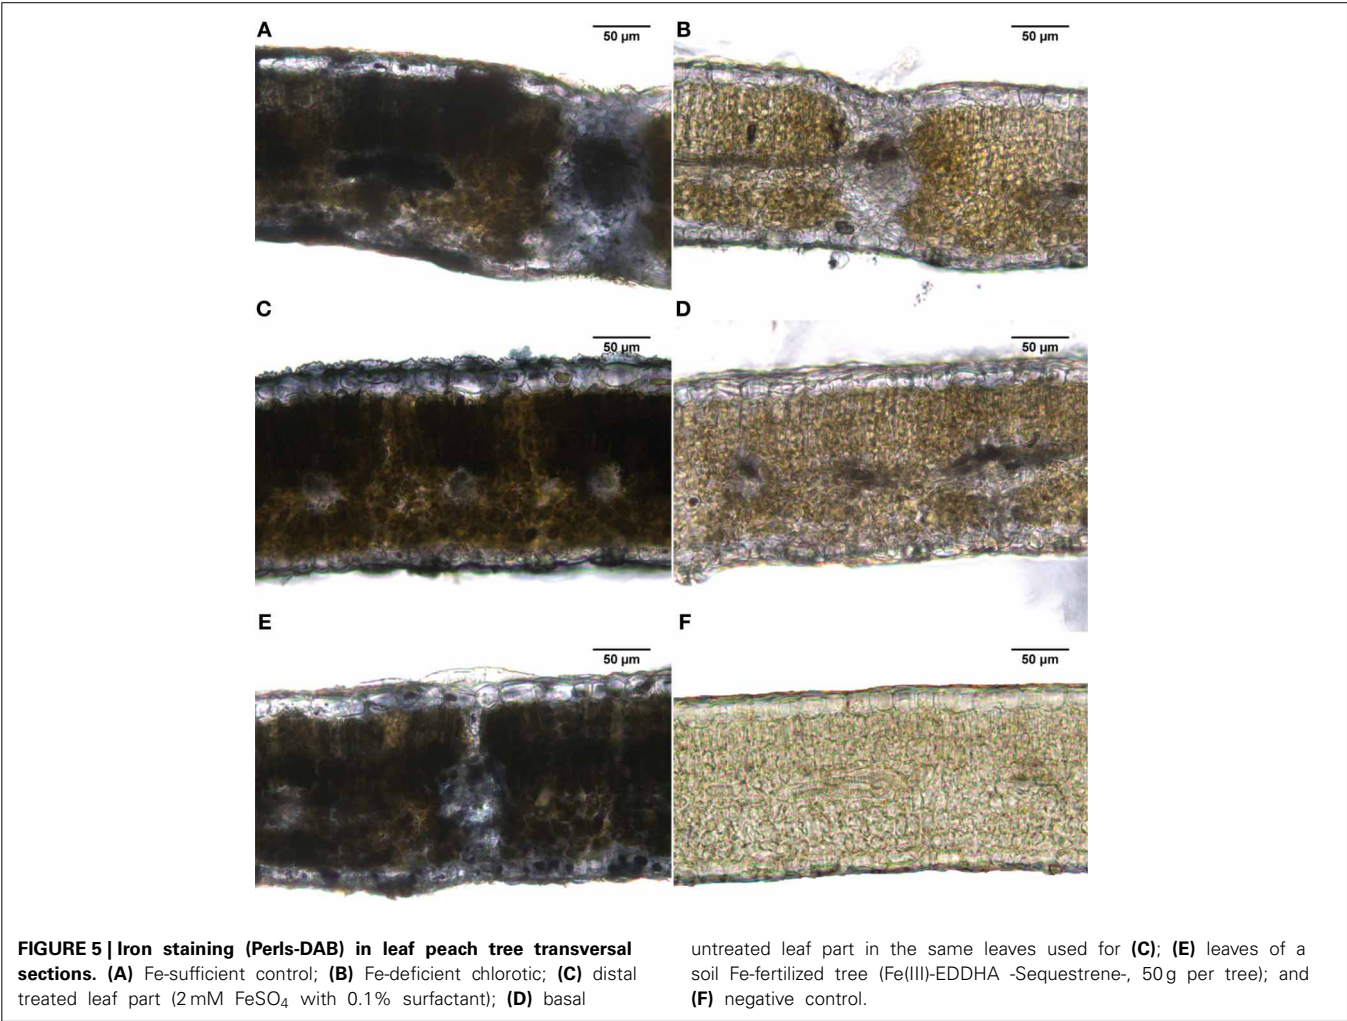 A
50 µm
B
50 µm
C
50 µm
D
50 µm
E
50 µm
F
50 µm
FIGURE 5 | Iron staining (Perls-DAB) in leaf peach tree transversal
sections. (A) Fe-sufficient control; (B) Fe-deficient chlorotic; (C) distal
treated leaf part (2 mM FeSO4 with 0.1% surfactant); (D) basal
untreated leaf part in the same leaves used for (C); (E) leaves of a
soil Fe-fertilized tree (Fe(III)-EDDHA -Sequestrene-, 50 g per tree); and
(F) negative control.